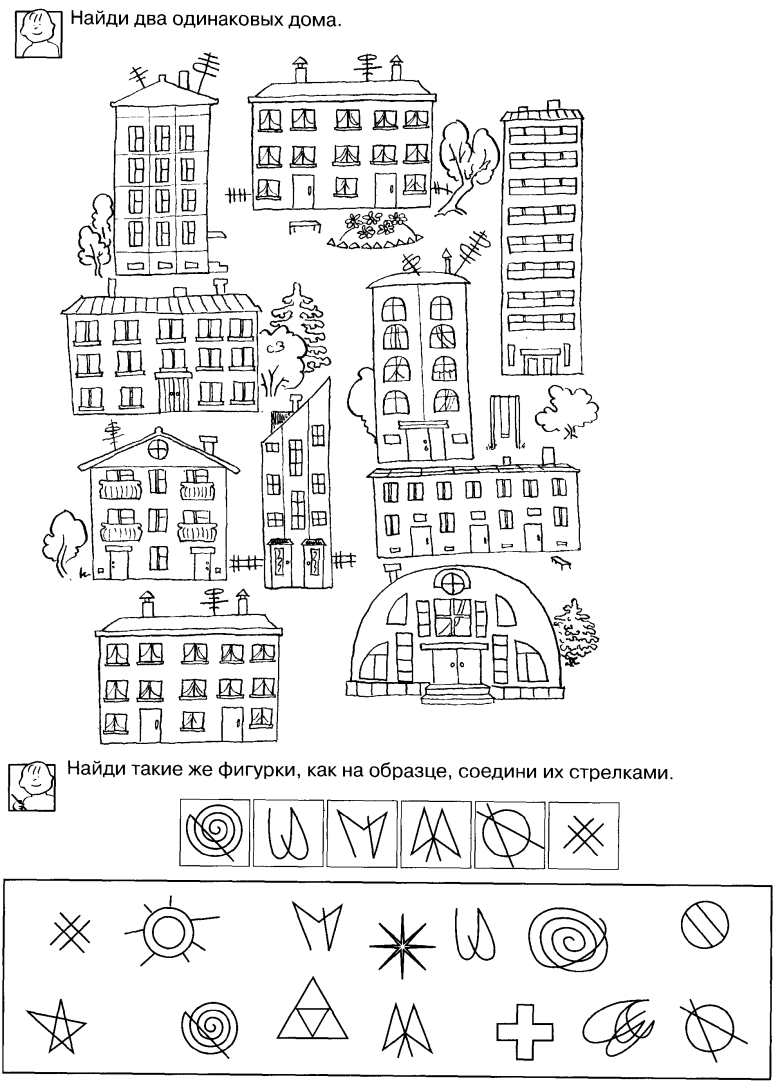 Найди два одинаковых дома.
Найди такие же фигурки, как на образце, соедини их стрелками.